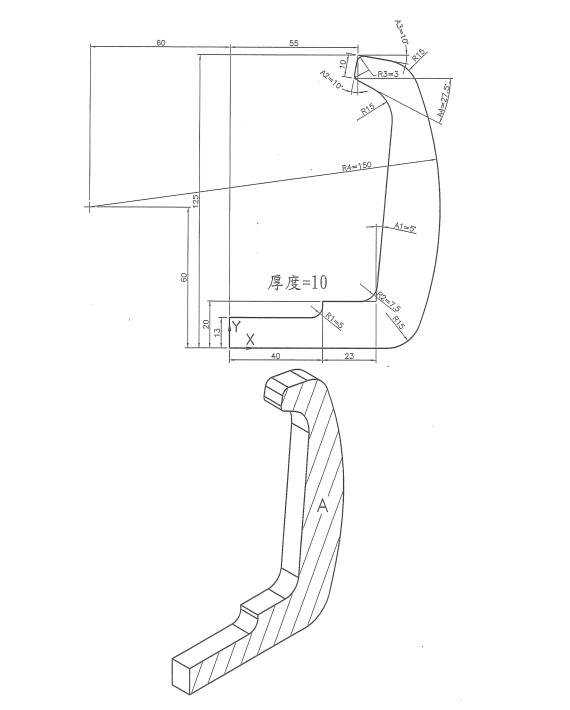 60
55
A3=10°
R15
10
R3=3
A2=10°
R15
A4=27.5°
R4=150
125
A1=5°
60
厚度=10
R2=7.5
R1=5
R15
20
13
Y
X
40
23
A